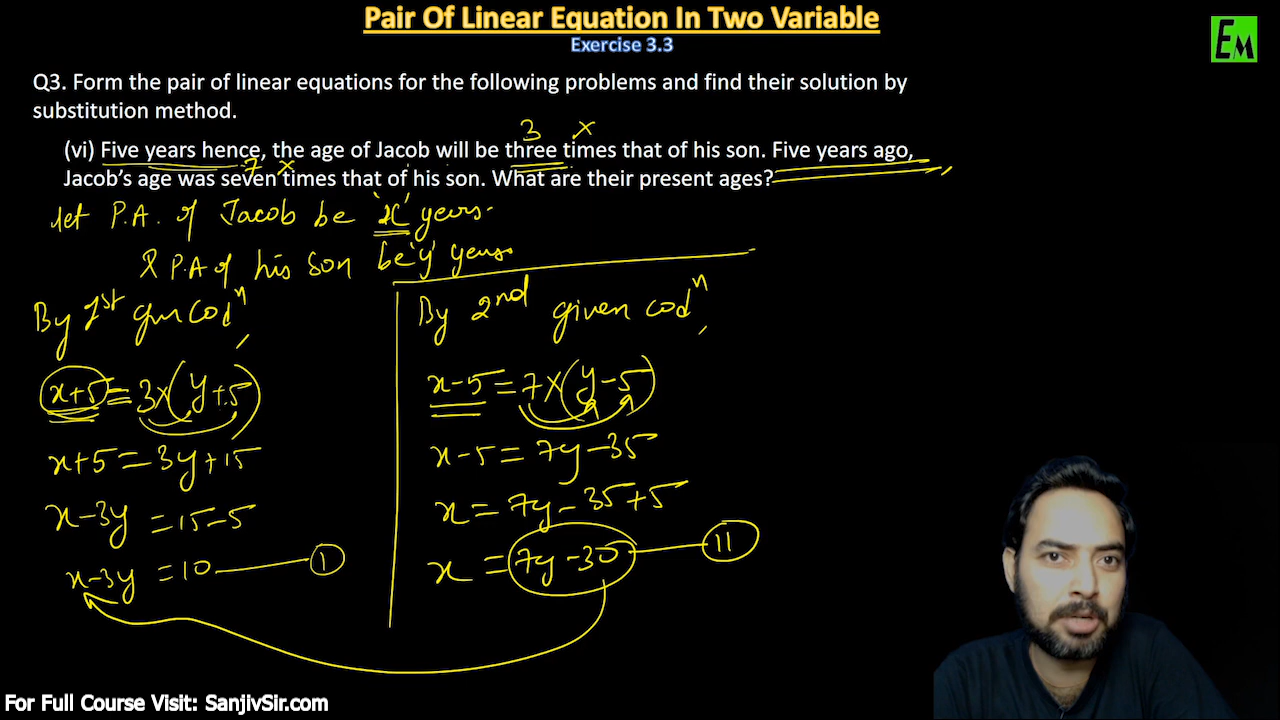 Pair Of Linear Equation In Two Variable
Exercise 3.3
EM
Q3. Form the pair of linear equations for the following problems and find their solution by
substitution method.
3 x
(vi) Five years hence, the age of Jacob will be three times that of his son. Five years ago,
7 x
Jacob's age was seven times that of his son. What are their present ages?
let P.A. of Jacob be 'x' years.
& P.A of his son be 'y' years
By 1st given codⁿ,
x+5=3×(y+5)
x+5=3y+15
x-3y=15-5
x-3y=10 — I
By 2nd given codⁿ,
x-5=7×(y-5)
x-5=7y-35
x=7y-35+5
x=7y-30 — II
For Full Course Visit: SanjivSir.com